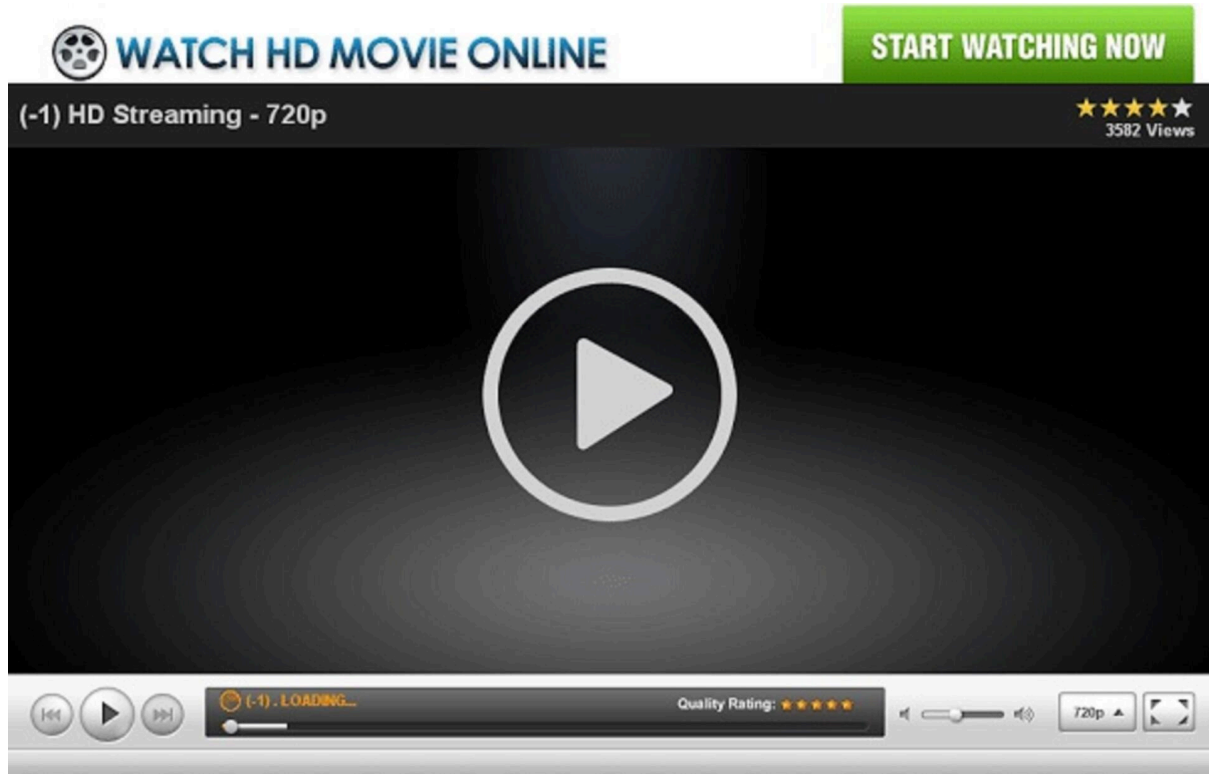 WATCH HD MOVIE ONLINE
START WATCHING NOW
(-1) HD Streaming - 720p
3582 Views
(-1) . LOADING...
Quality Rating:
720p